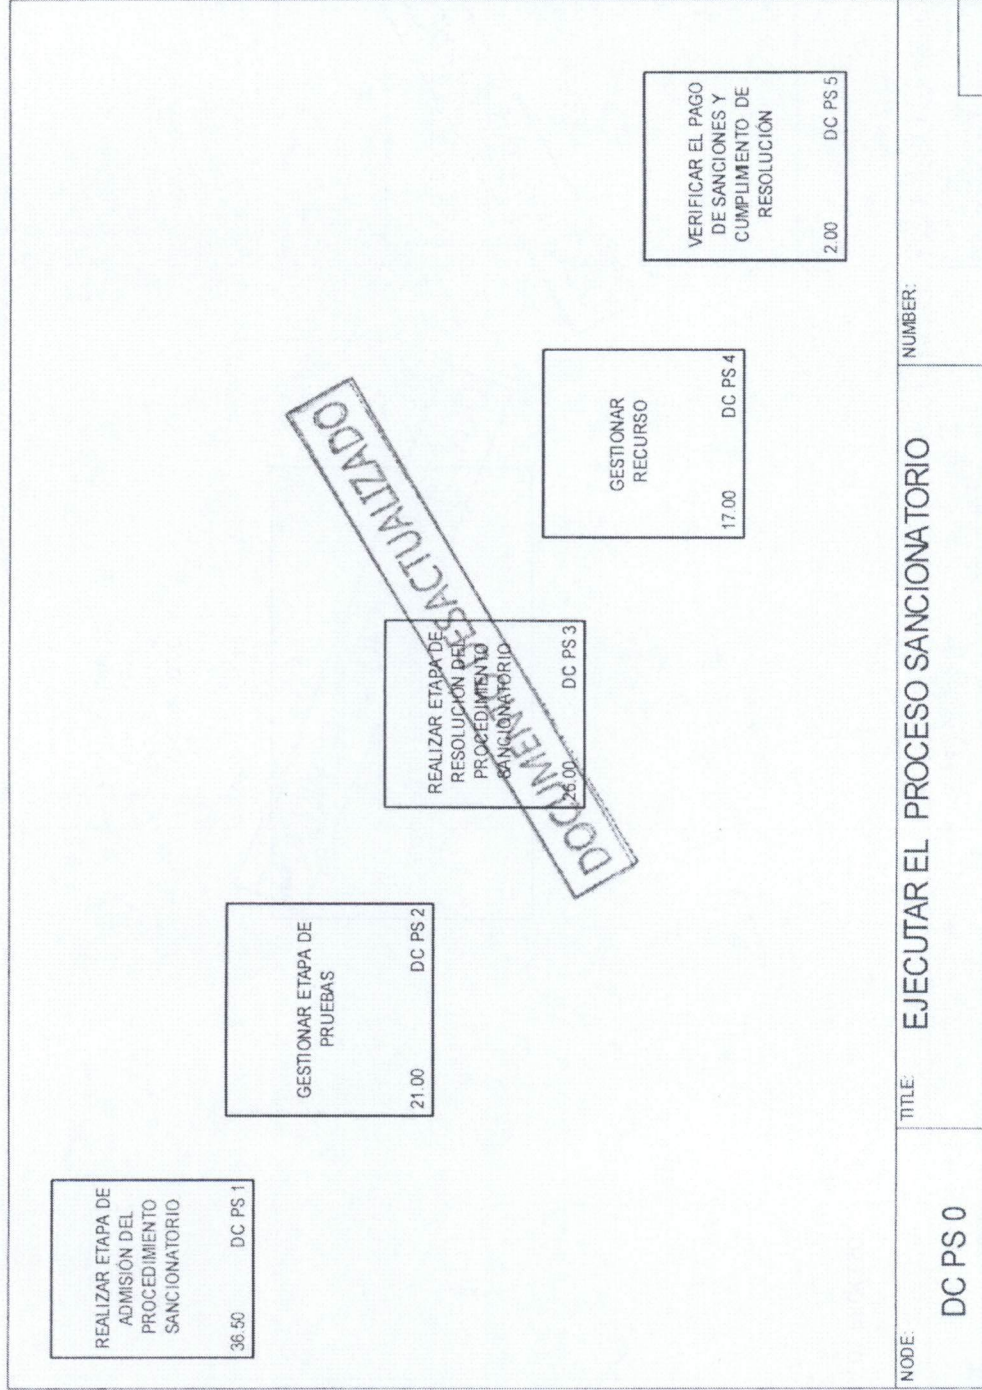 REALIZAR ETAPA DE
ADMISIÓN DEL
PROCEDIMIENTO
SANCIONATORIO
36.50 DC PS 1
GESTIONAR ETAPA DE
PRUEBAS
21.00 DC PS 2
REALIZAR ETAPA DE
RESOLUCIÓN DEL
PROCEDIMIENTO
SANCIONATORIO
26.00 DC PS 3
DOCUMENTO DESACTUALIZADO
GESTIONAR
RECURSO
17.00 DC PS 4
VERIFICAR EL PAGO
DE SANCIONES Y
CUMPLIMIENTO DE
RESOLUCIÓN
2.00 DC PS 5
NODE:
DC PS 0
TITLE:
EJECUTAR EL PROCESO SANCIONATORIO
NUMBER: